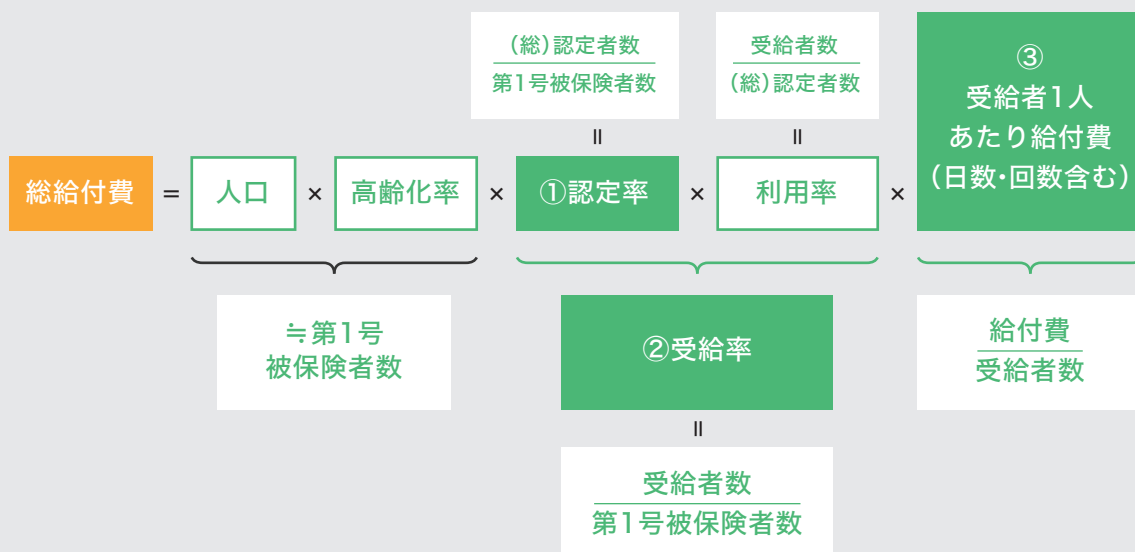 (総)認定者数
第1号被保険者数
受給者数
(総)認定者数
③
受給者1人
あたり給付費
(日数・回数含む)
=
=
総給付費 = 人口 × 高齢化率 × ①認定率 × 利用率 ×
≒第1号
被保険者数
②受給率
給付費
受給者数
=
受給者数
第1号被保険者数